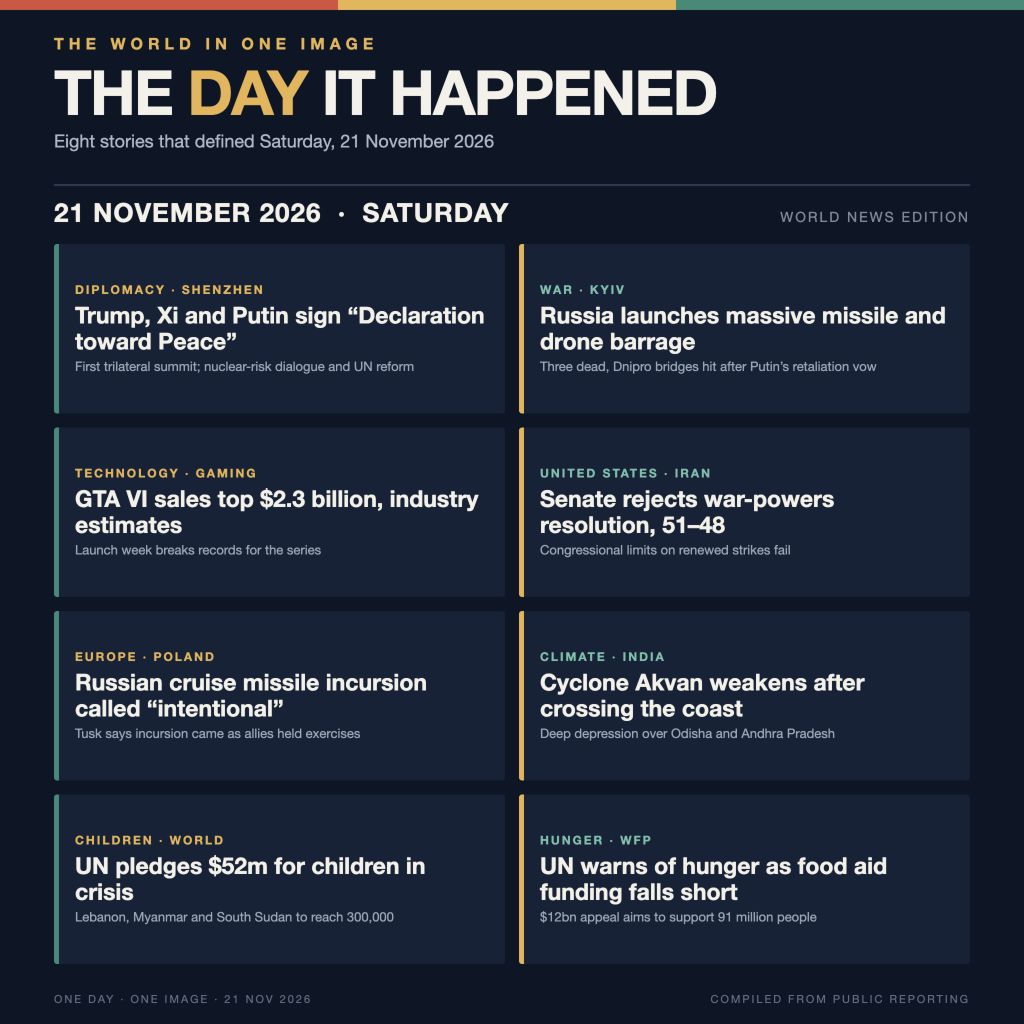 THE WORLD IN ONE IMAGE
THE DAY IT HAPPENED
Eight stories that defined Saturday, 21 November 2026
21 NOVEMBER 2026 · SATURDAY
WORLD NEWS EDITION
DIPLOMACY · SHENZHEN
Trump, Xi and Putin sign “Declaration
toward Peace”
First trilateral summit; nuclear-risk dialogue and UN reform
WAR · KYIV
Russia launches massive missile and
drone barrage
Three dead, Dnipro bridges hit after Putin’s retaliation vow
TECHNOLOGY · GAMING
GTA VI sales top $2.3 billion, industry
estimates
Launch week breaks records for the series
UNITED STATES · IRAN
Senate rejects war-powers
resolution, 51–48
Congressional limits on renewed strikes fail
EUROPE · POLAND
Russian cruise missile incursion
called “intentional”
Tusk says incursion came as allies held exercises
CLIMATE · INDIA
Cyclone Akvan weakens after
crossing the coast
Deep depression over Odisha and Andhra Pradesh
CHILDREN · WORLD
UN pledges $52m for children in
crisis
Lebanon, Myanmar and South Sudan to reach 300,000
HUNGER · WFP
UN warns of hunger as food aid
funding falls short
$12bn appeal aims to support 91 million people
ONE DAY · ONE IMAGE · 21 NOV 2026
COMPILED FROM PUBLIC REPORTING